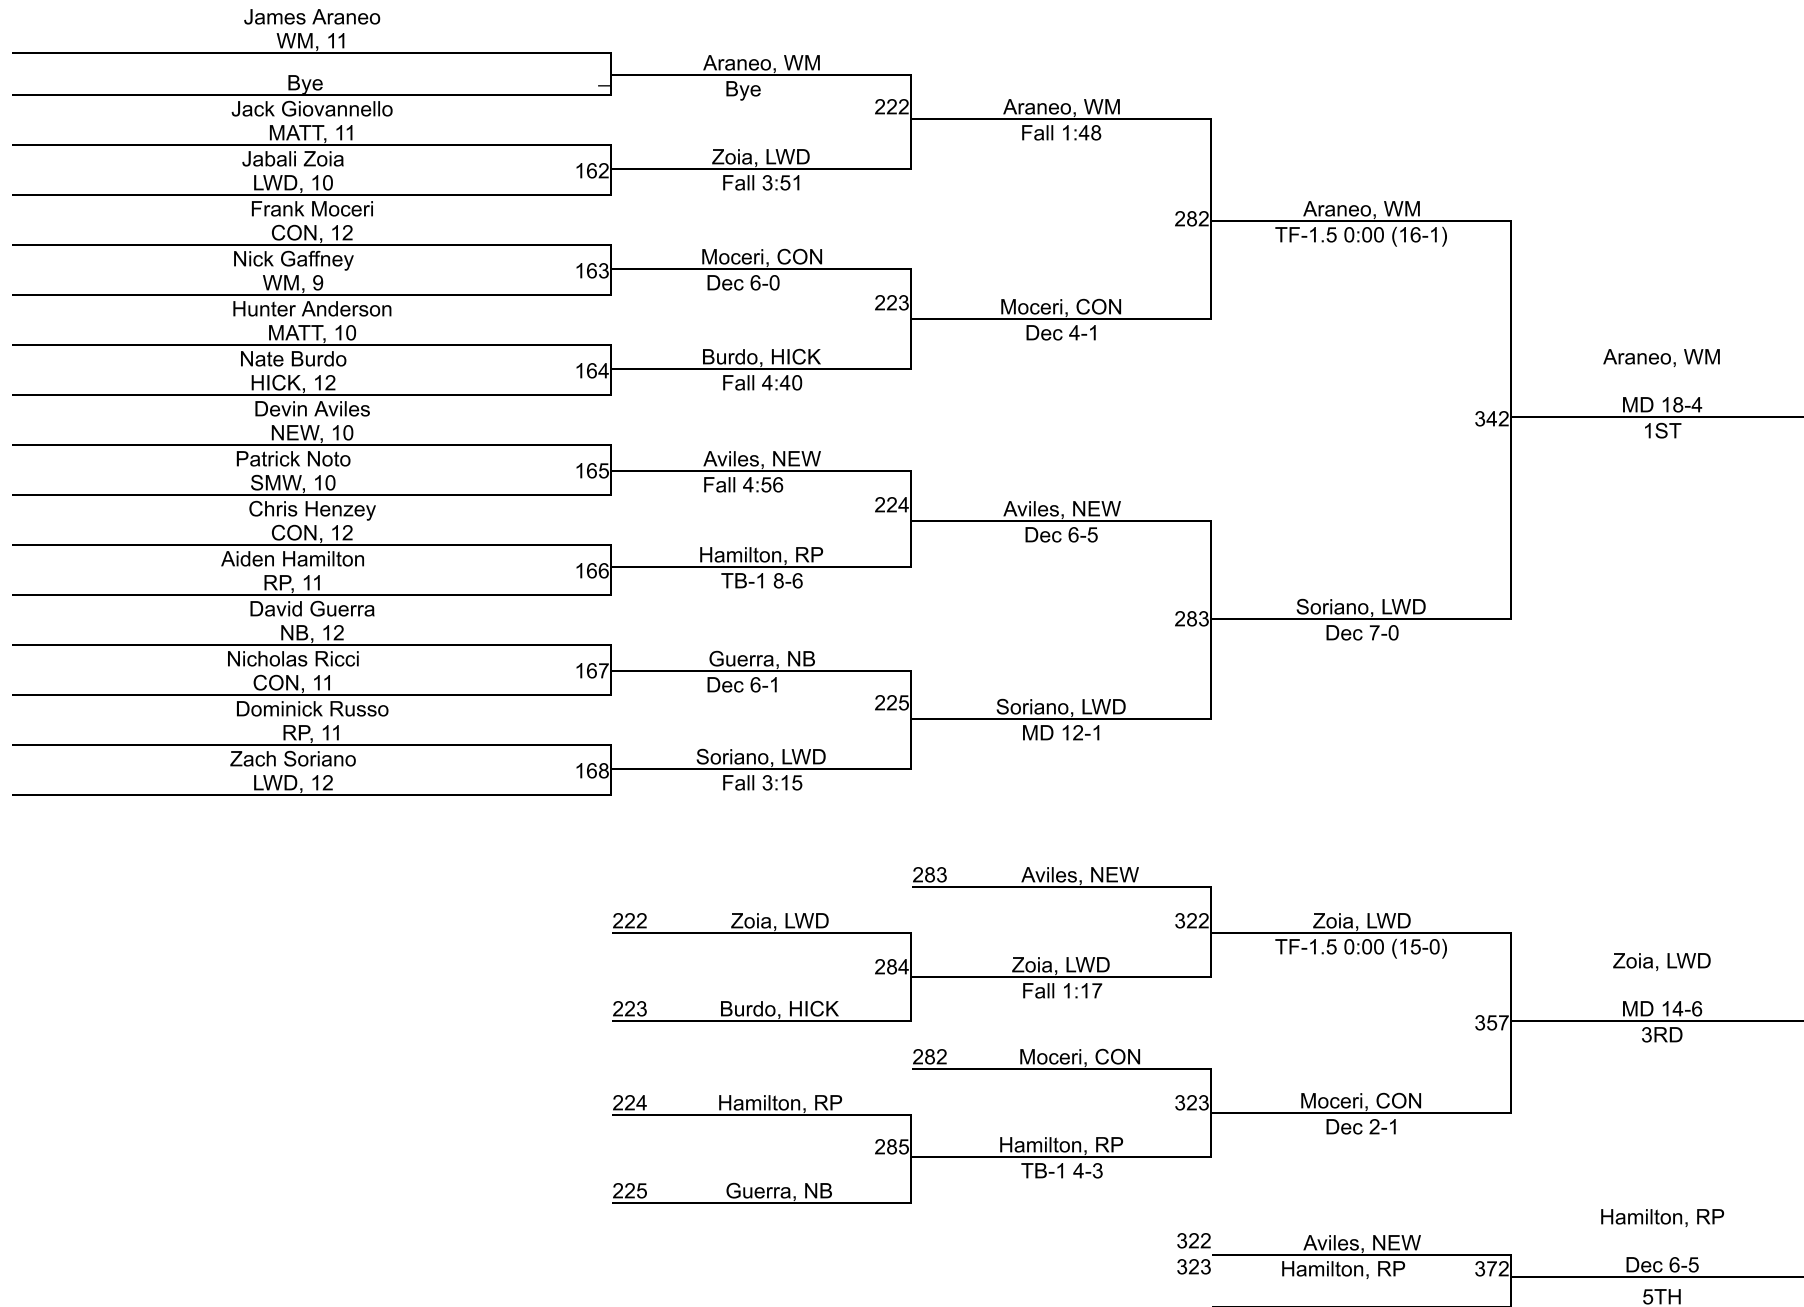 James Araneo
WM, 11
Bye
Jack Giovannello
MATT, 11
Jabali Zoia
LWD, 10
162
Frank Moceri
CON, 12
Nick Gaffney
WM, 9
163
Hunter Anderson
MATT, 10
Nate Burdo
HICK, 12
164
Devin Aviles
NEW, 10
Patrick Noto
SMW, 10
165
Chris Henzey
CON, 12
Aiden Hamilton
RP, 11
166
David Guerra
NB, 12
Nicholas Ricci
CON, 11
167
Dominick Russo
RP, 11
Zach Soriano
LWD, 12
168
Araneo, WM
Bye
222
Zoia, LWD
Fall 3:51
Moceri, CON
Dec 6-0
223
Burdo, HICK
Fall 4:40
Aviles, NEW
Fall 4:56
224
Hamilton, RP
TB-1 8-6
Guerra, NB
Dec 6-1
225
Soriano, LWD
Fall 3:15
Araneo, WM
Fall 1:48
282
Moceri, CON
Dec 4-1
Aviles, NEW
Dec 6-5
283
Soriano, LWD
MD 12-1
Araneo, WM
TF-1.5 0:00 (16-1)
342
Soriano, LWD
Dec 7-0
Araneo, WM
MD 18-4
1ST
283 Aviles, NEW
222 Zoia, LWD
284
223 Burdo, HICK
Zoia, LWD
Fall 1:17
322
282 Moceri, CON
224 Hamilton, RP
285
225 Guerra, NB
Hamilton, RP
TB-1 4-3
323
Zoia, LWD
TF-1.5 0:00 (15-0)
357
Moceri, CON
Dec 2-1
Zoia, LWD
MD 14-6
3RD
322 Aviles, NEW
323 Hamilton, RP
372
Hamilton, RP
Dec 6-5
5TH